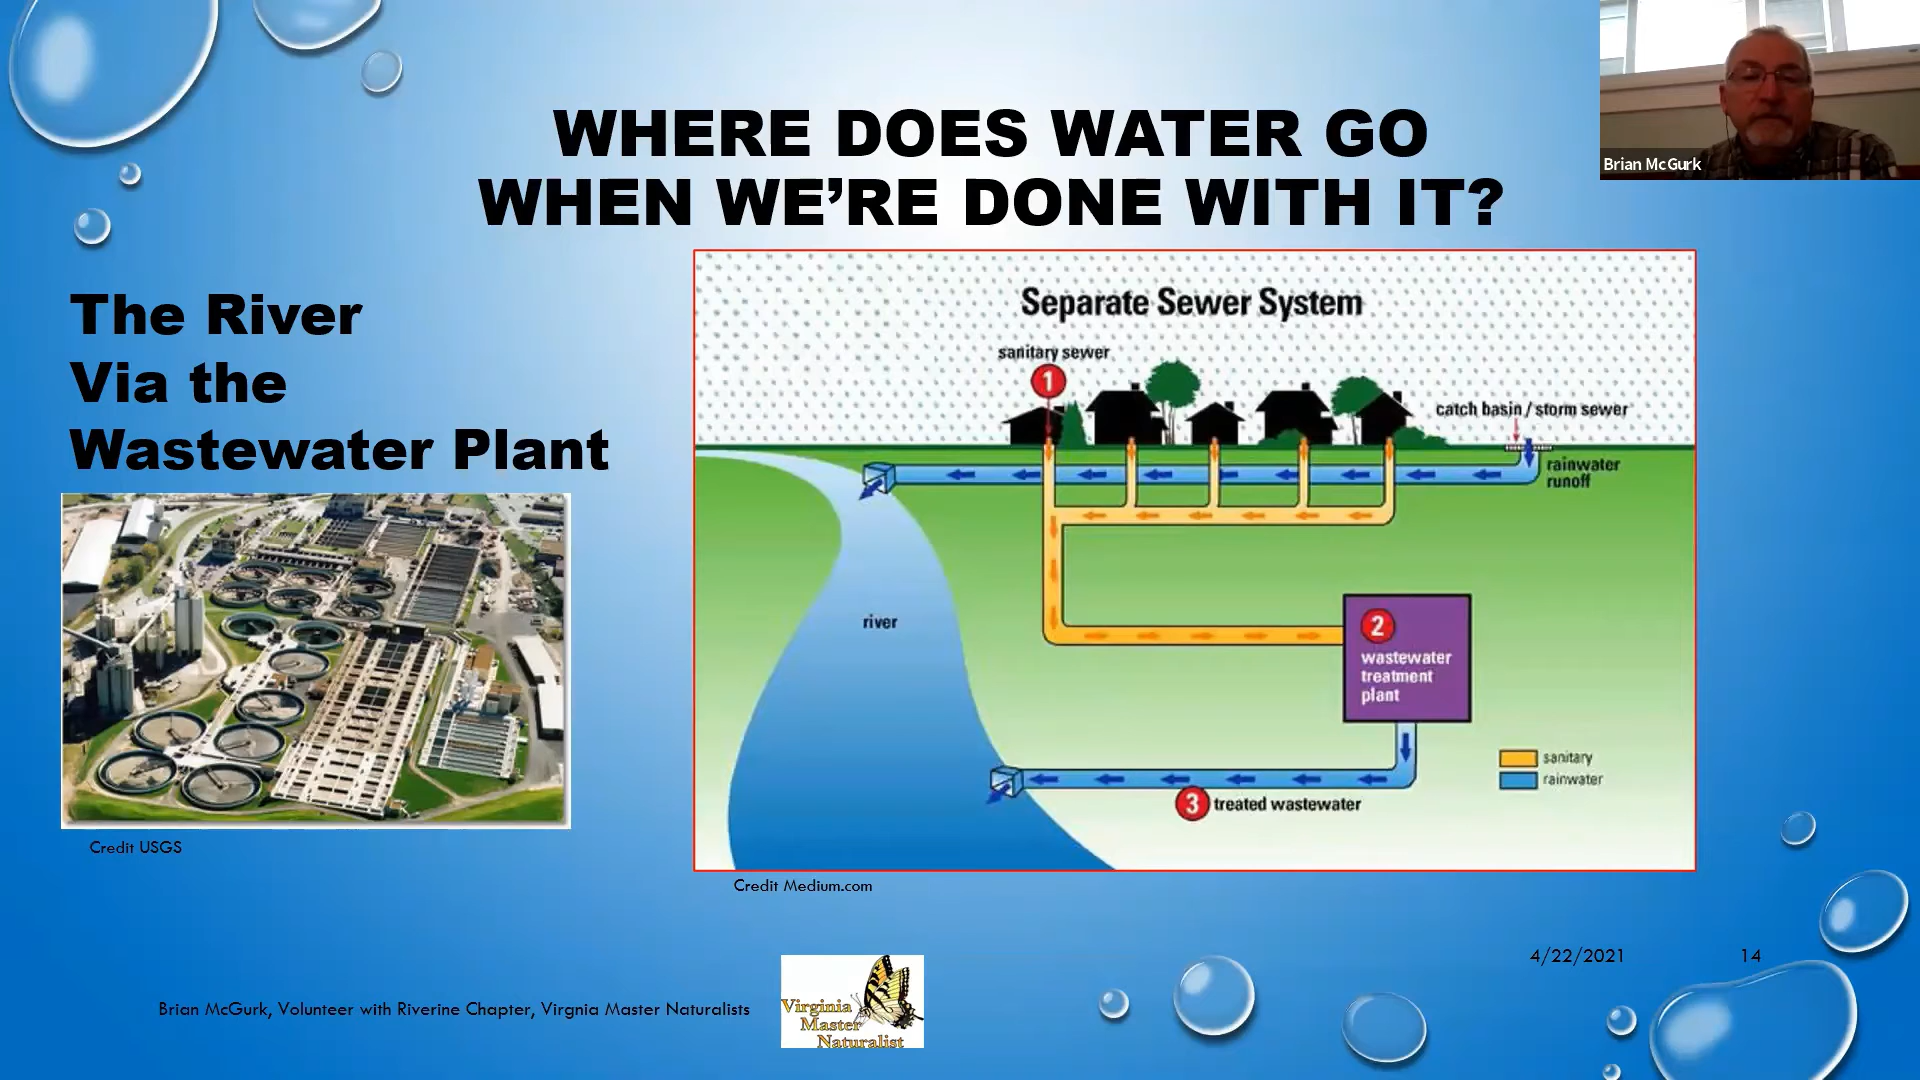 WHERE DOES WATER GO
WHEN WE’RE DONE WITH IT?
Brian McGurk
The River
Via the
Wastewater Plant
Separate Sewer System
sanitary sewer
1
catch basin / storm sewer
rainwater
runoff
river
2
wastewater
treatment
plant
sanitary
rainwater
3 treated wastewater
Credit USGS
Credit Medium.com
4/22/2021
14
Brian McGurk, Volunteer with Riverine Chapter, Virgnia Master Naturalists
Virginia
Master
Naturalist